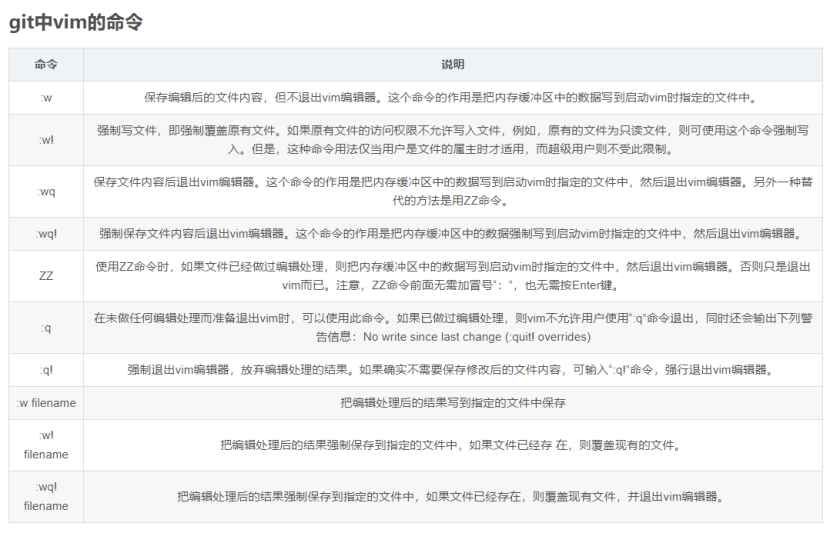 git中vim的命令
命令 说明
:w 保存编辑后的文件内容，但不退出vim编辑器。这个命令的作用是把内存缓冲区中的数据写到启动vim时指定的文件中。
:w! 强制写文件，即强制覆盖原有文件。如果原有文件的访问权限不允许写入文件，例如，原有的文件为只读文件，则可使用这个命令强制写
入。但是，这种命令用法仅当用户是文件的属主时才适用，而超级用户则不受此限制。
:wq 保存文件内容后退出vim编辑器。这个命令的作用是把内存缓冲区中的数据写到启动vim时指定的文件中，然后退出vim编辑器。另外一种替
代的方法是用ZZ命令。
:wq! 强制保存文件内容后退出vim编辑器。这个命令的作用是把内存缓冲区中的数据强制写到启动vim时指定的文件中，然后退出vim编辑器。
ZZ 使用ZZ命令时，如果文件已经做过编辑处理，则把内存缓冲区中的数据写到启动vim时指定的文件中，然后退出vim编辑器。否则只是退出
vim而已。注意，ZZ命令前面无需加冒号“：”，也无需按Enter键。
:q 在未做任何编辑处理而准备退出vim时，可以使用此命令。如果已做过编辑处理，则vim不允许用户使用“:q”命令退出，同时还会输出下列警
告信息：No write since last change (:quit! overrides)
:q! 强制退出vim编辑器，放弃编辑处理的结果。如果确实不需要保存修改后的文件内容，可输入“:q!”命令，强行退出vim编辑器。
:w filename 把编辑处理后的结果写到指定的文件中保存
:w!
filename 把编辑处理后的结果强制保存到指定的文件中，如果文件已经存 在，则覆盖现有的文件。
:wq!
filename 把编辑处理后的结果强制保存到指定的文件中，如果文件已经存在，则覆盖现有文件，并退出vim编辑器。